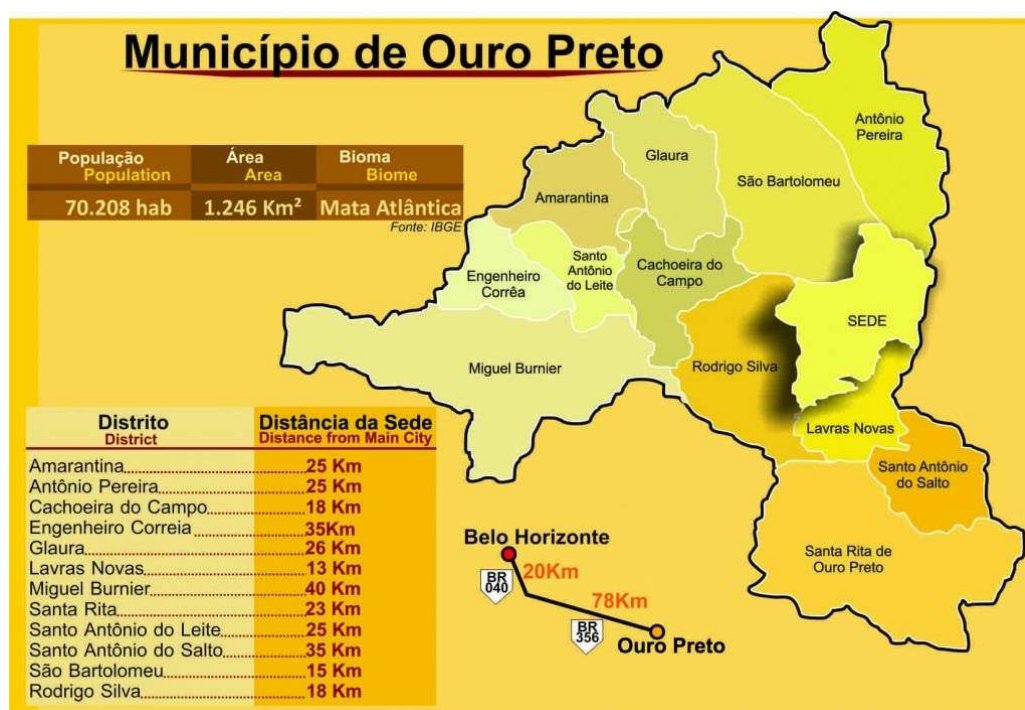 Município de Ouro Preto
População Área Bioma
Population Area Biome
70.208 hab 1.246 Km² Mata Atlântica
Fonte: IBGE
Antônio
Pereira
Glaura
São Bartolomeu
Amarantina
Santo
Antônio
do Leite
Cachoeira do
Campo
Engenheiro
Corrêa
SEDE
Miguel Burnier
Rodrigo Silva
Lavras Novas
Santo Antônio
do Salto
Santa Rita de
Ouro Preto
Distrito Distância da Sede
District Distance from Main City
Amarantina 25 Km
Antônio Pereira 25 Km
Cachoeira do Campo 18 Km
Engenheiro Correia 35Km
Glaura 26 Km
Lavras Novas 13 Km
Miguel Burnier 40 Km
Santa Rita 23 Km
Santo Antônio do Leite 25 Km
Santo Antônio do Salto 35 Km
São Bartolomeu 15 Km
Rodrigo Silva 18 Km
Belo Horizonte
BR
040
20Km
78Km
BR
356
Ouro Preto